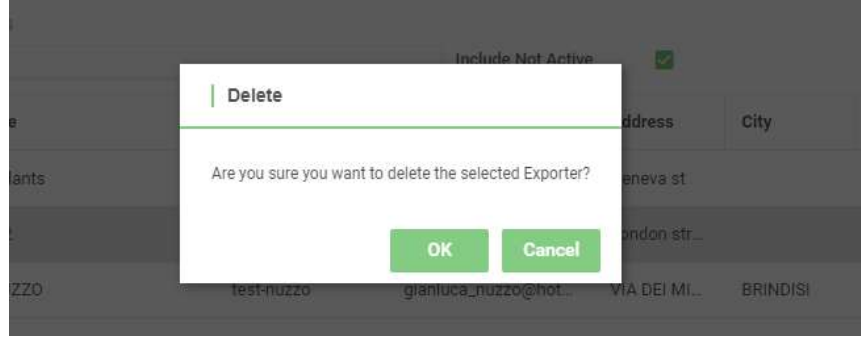 Include Not Active
Delete
e
ddress
City
lants
Are you sure you want to delete the selected Exporter?
eneva st
OK
Cancel
ondon str...
ZZO
test-nuzzo
gianluca_nuzzo@hot...
VIA DEI MI...
BRINDISI